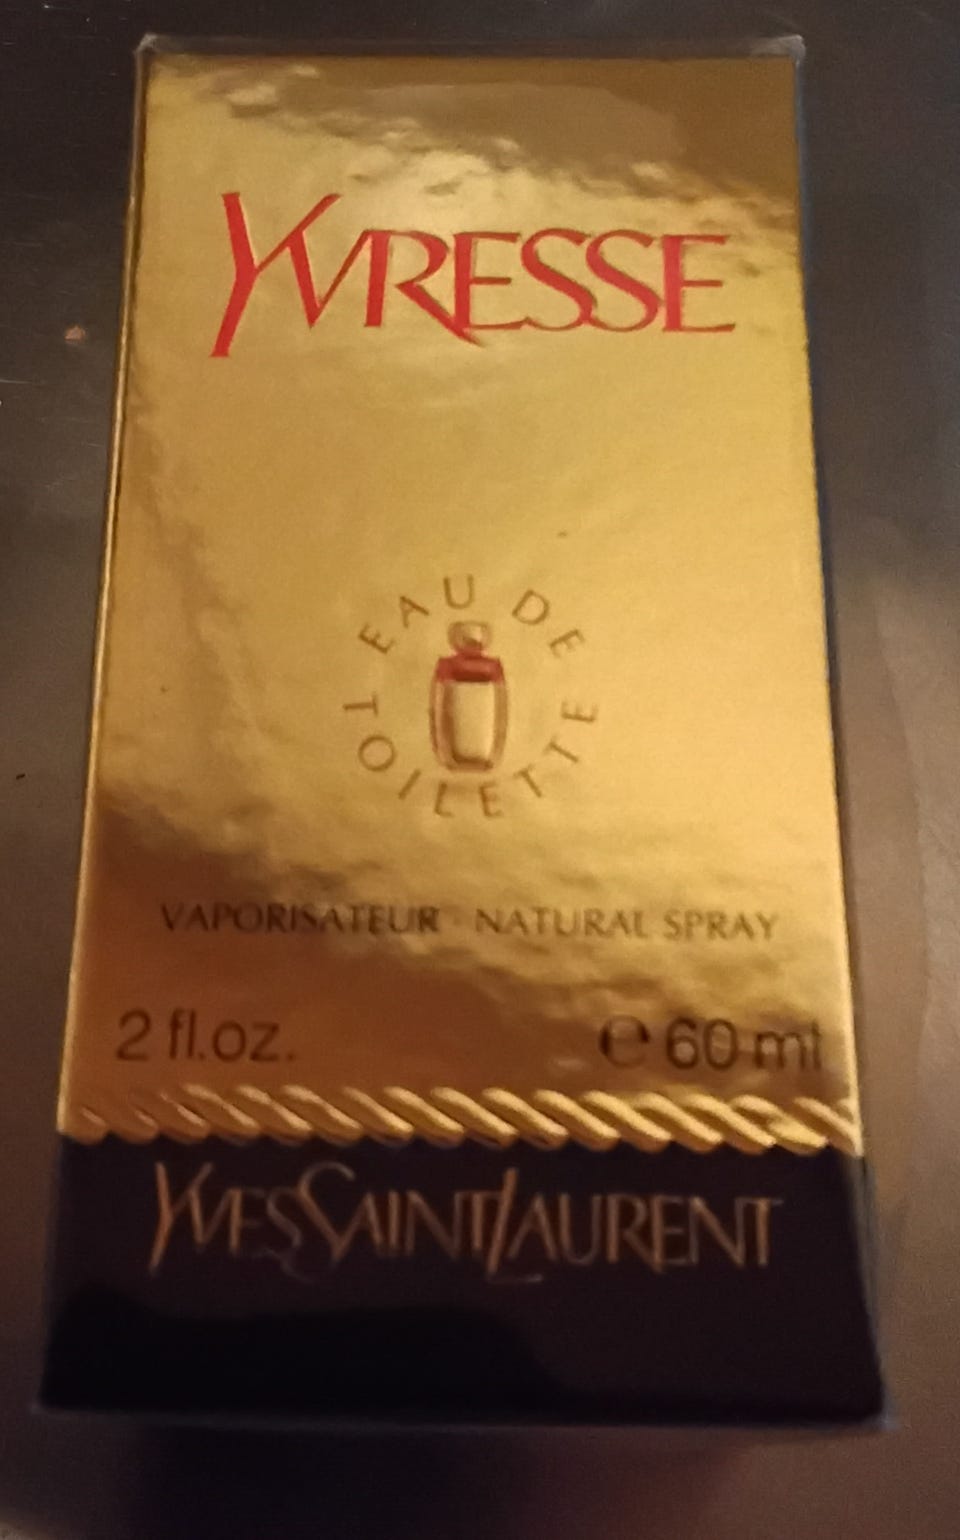 YVRESSE
EAU DE TOILETTE
VAPORISATEUR · NATURAL SPRAY
2 fl.oz. ℮ 60 ml
YVES SAINT LAURENT